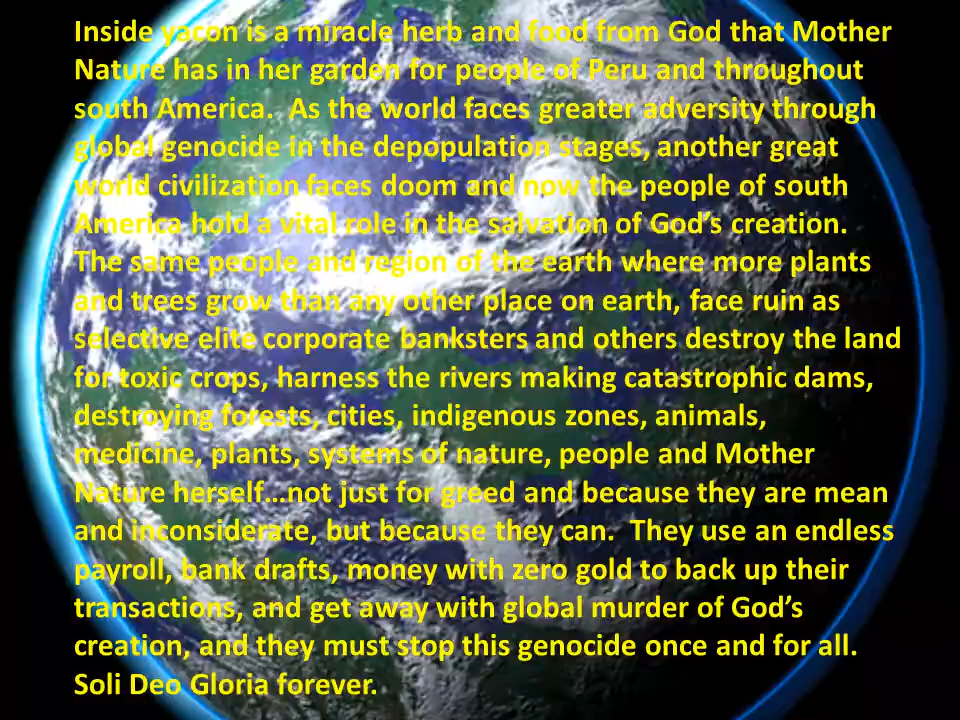 Inside yacon is a miracle herb and food from God that Mother
Nature has in her garden for people of Peru and throughout
south America.  As the world faces greater adversity through
global genocide in the depopulation stages, another great
world civilization faces doom and now the people of south
America hold a vital role in the salvation of God’s creation.
The same people and region of the earth where more plants
and trees grow than any other place on earth, face ruin as
selective elite corporate banksters and others destroy the land
for toxic crops, harness the rivers making catastrophic dams,
destroying forests, cities, indigenous zones, animals,
medicine, plants, systems of nature, people and Mother
Nature herself…not just for greed and because they are mean
and inconsiderate, but because they can.  They use an endless
payroll, bank drafts, money with zero gold to back up their
transactions, and get away with global murder of God’s
creation, and they must stop this genocide once and for all.
Soli Deo Gloria forever.